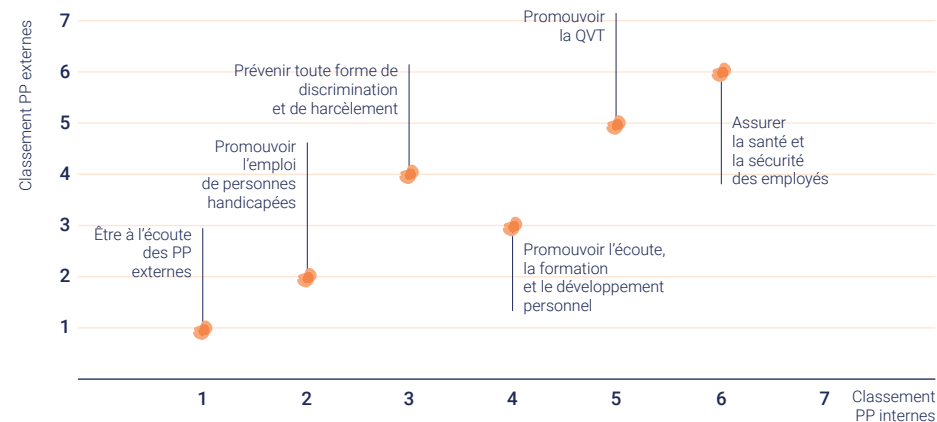 Classement PP externes
7
6
5
4
3
2
1
Promouvoir
la QVT
Prévenir toute forme de
discrimination
et de harcèlement
Assurer
la santé et
la sécurité
des employés
Promouvoir
l’emploi
de personnes
handicapées
Être à l’écoute
des PP
externes
Promouvoir l’écoute,
la formation
et le développement
personnel
1
2
3
4
5
6
7
Classement
PP internes